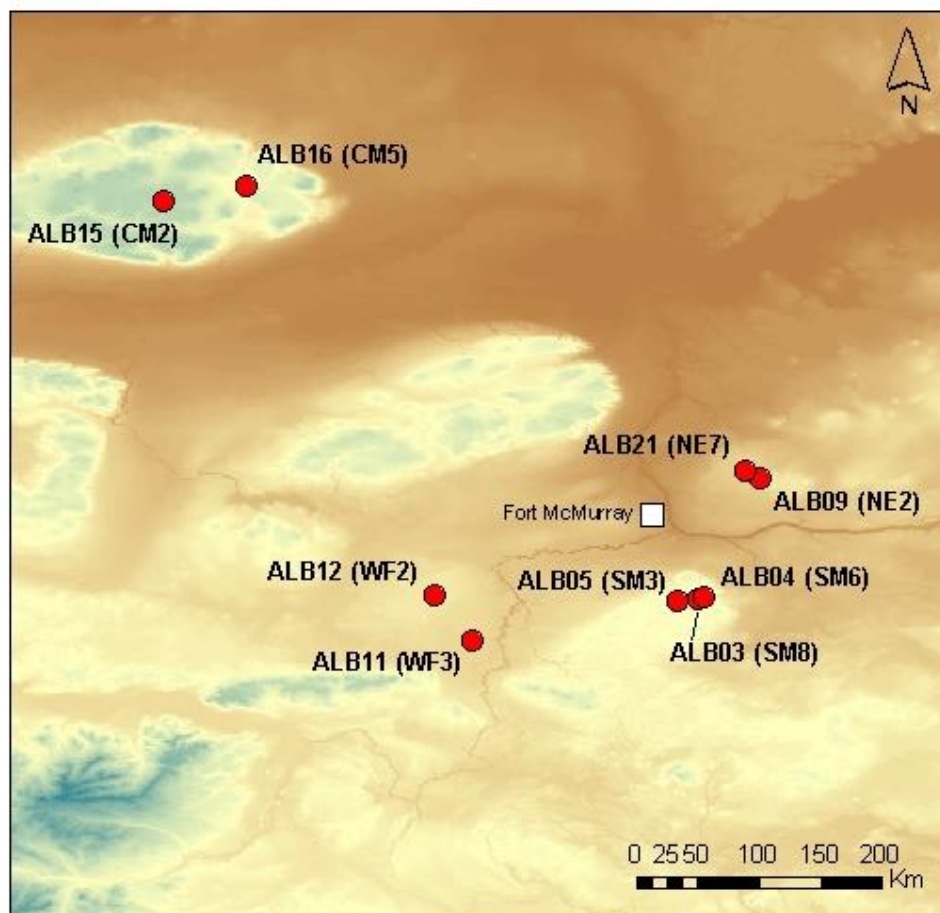 N
ALB16 (CM5)
ALB15 (CM2)
ALB21 (NE7)
ALB09 (NE2)
Fort McMurray
ALB12 (WF2)
ALB05 (SM3)
ALB04 (SM6)
ALB11 (WF3)
ALB03 (SM8)
0 25 50 100 150 200
Km